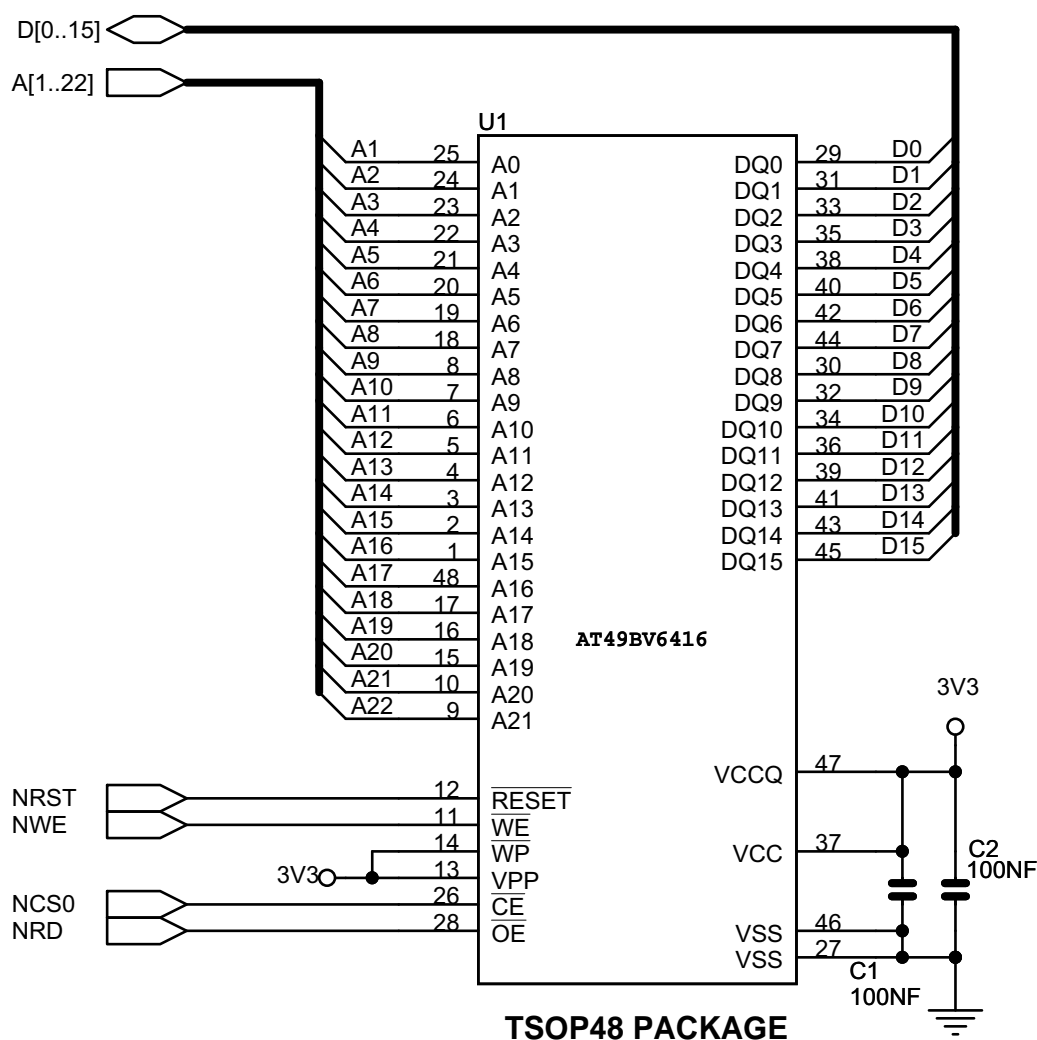 D[0..15]
A[1..22]
U1
A1 25 A0 DQ0 29 D0
A2 24 A1 DQ1 31 D1
A3 23 A2 DQ2 33 D2
A4 22 A3 DQ3 35 D3
A5 21 A4 DQ4 38 D4
A6 20 A5 DQ5 40 D5
A7 19 A6 DQ6 42 D6
A8 18 A7 DQ7 44 D7
A9 8 A8 DQ8 30 D8
A10 7 A9 DQ9 32 D9
A11 6 A10 DQ10 34 D10
A12 5 A11 DQ11 36 D11
A13 4 A12 DQ12 39 D12
A14 3 A13 DQ13 41 D13
A15 2 A14 DQ14 43 D14
A16 1 A15 DQ15 45 D15
A17 48 A16
A18 17 A17
A19 16 A18 AT49BV6416
A20 15 A19
A21 10 A20
A22 9 A21
3V3
VCCQ 47
NRST 12 RESET
NWE 11 WE
14 WP VCC 37
C2
100NF
3V3 13 VPP
NCS0 26 CE
NRD 28 OE VSS 46
VSS 27
C1
100NF
TSOP48 PACKAGE